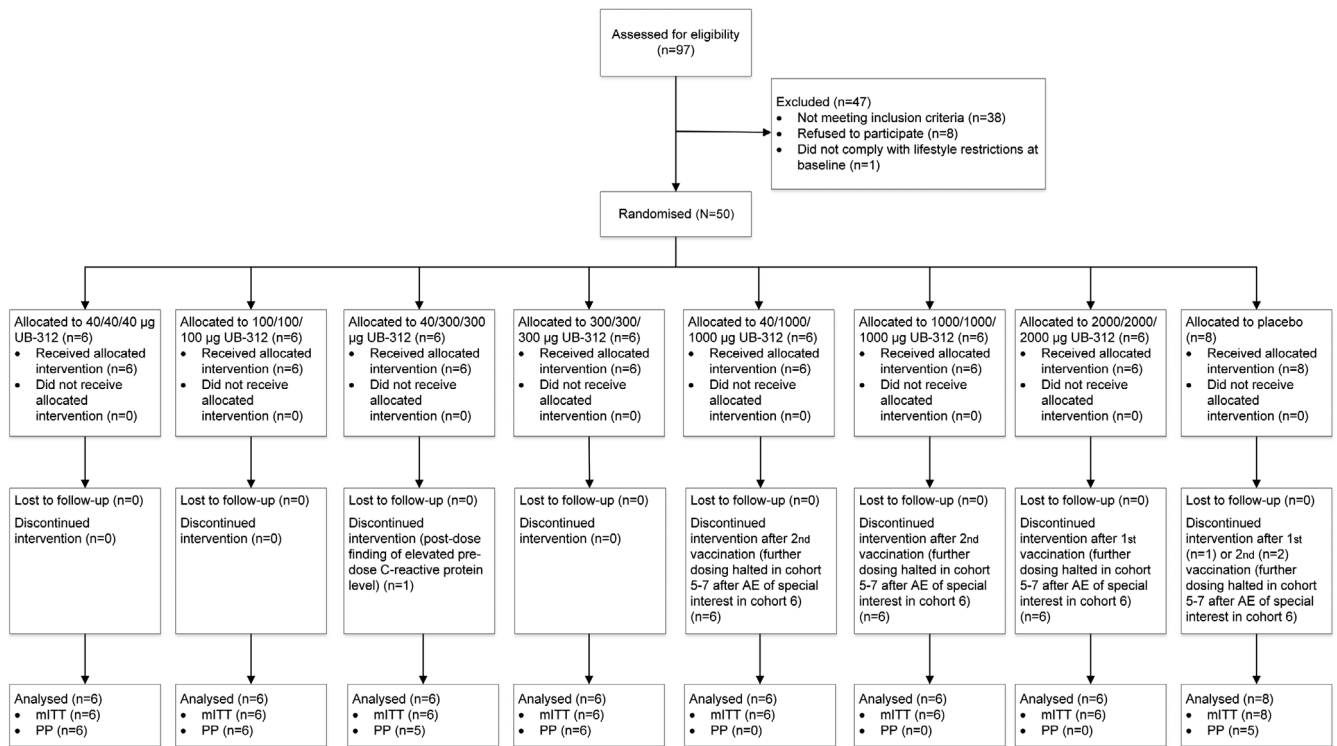 Assessed for eligibility
(n=97)
Excluded (n=47)
• Not meeting inclusion criteria (n=38)
• Refused to participate (n=8)
• Did not comply with lifestyle restrictions at
baseline (n=1)
Randomised (N=50)
Allocated to 40/40/40 µg
UB-312 (n=6)
• Received allocated
intervention (n=6)
• Did not receive
allocated
intervention (n=0)
Allocated to 100/100/
100 µg UB-312 (n=6)
• Received allocated
intervention (n=6)
• Did not receive
allocated
intervention (n=0)
Allocated to 40/300/300
µg UB-312 (n=6)
• Received allocated
intervention (n=6)
• Did not receive
allocated
intervention (n=0)
Allocated to 300/300/
300 µg UB-312 (n=6)
• Received allocated
intervention (n=6)
• Did not receive
allocated
intervention (n=0)
Allocated to 40/1000/
1000 µg UB-312 (n=6)
• Received allocated
intervention (n=6)
• Did not receive
allocated
intervention (n=0)
Allocated to 1000/1000/
1000 µg UB-312 (n=6)
• Received allocated
intervention (n=6)
• Did not receive
allocated
intervention (n=0)
Allocated to 2000/2000/
2000 µg UB-312 (n=6)
• Received allocated
intervention (n=6)
• Did not receive
allocated
intervention (n=0)
Allocated to placebo
(n=8)
• Received allocated
intervention (n=8)
• Did not receive
allocated
intervention (n=0)
Lost to follow-up (n=0)
Discontinued
intervention (n=0)
Lost to follow-up (n=0)
Discontinued
intervention (n=0)
Lost to follow-up (n=0)
Discontinued
intervention (post-dose
finding of elevated pre-
dose C-reactive protein
level) (n=1)
Lost to follow-up (n=0)
Discontinued
intervention (n=0)
Lost to follow-up (n=0)
Discontinued
intervention after 2nd
vaccination (further
dosing halted in cohort
5-7 after AE of special
interest in cohort 6)
(n=6)
Lost to follow-up (n=0)
Discontinued
intervention after 2nd
vaccination (further
dosing halted in cohort
5-7 after AE of special
interest in cohort 6)
(n=6)
Lost to follow-up (n=0)
Discontinued
intervention after 1st
vaccination (further
dosing halted in cohort
5-7 after AE of special
interest in cohort 6)
(n=6)
Lost to follow-up (n=0)
Discontinued
intervention after 1st
(n=1) or 2nd (n=2)
vaccination (further
dosing halted in cohort
5-7 after AE of special
interest in cohort 6)
Analysed (n=6)
• mITT (n=6)
• PP (n=6)
Analysed (n=6)
• mITT (n=6)
• PP (n=6)
Analysed (n=6)
• mITT (n=6)
• PP (n=5)
Analysed (n=6)
• mITT (n=6)
• PP (n=6)
Analysed (n=6)
• mITT (n=6)
• PP (n=0)
Analysed (n=6)
• mITT (n=6)
• PP (n=0)
Analysed (n=6)
• mITT (n=6)
• PP (n=0)
Analysed (n=8)
• mITT (n=8)
• PP (n=5)